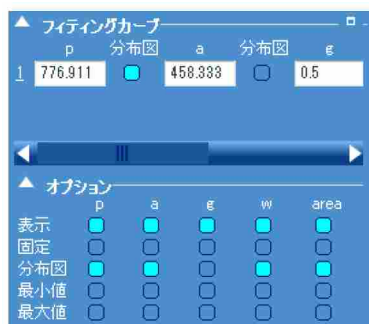 フィティングカーブ
p 分布図 a 分布図 g
1 776.911 458.333 0.5
オプション
p a g w area
表示
固定
分布図
最小値
最大値